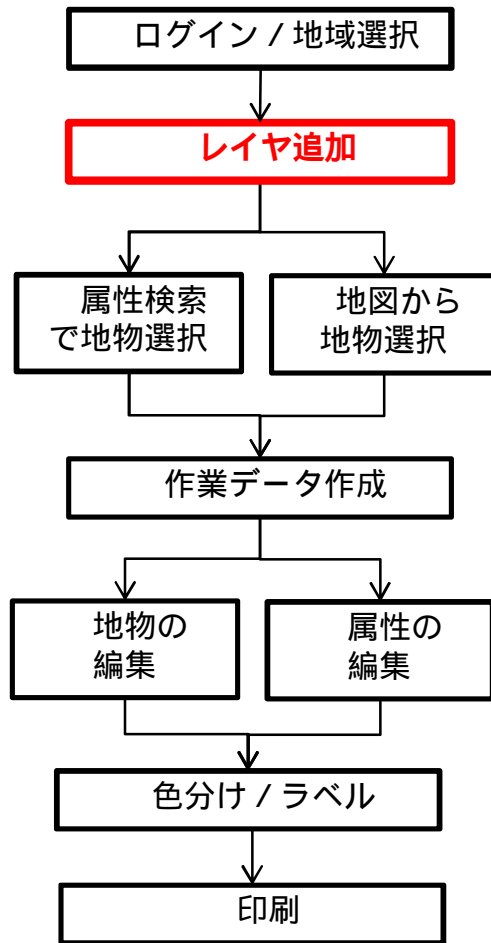 ログイン / 地域選択
レイヤ追加
属性検索
で地物選択
地図から
地物選択
作業データ作成
地物の
編集
属性の
編集
色分け / ラベル
印刷